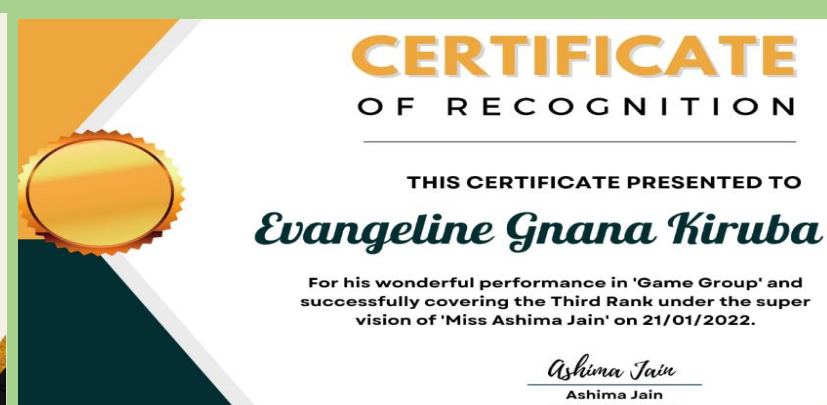 CERTIFICATE
OF RECOGNITION
THIS CERTIFICATE PRESENTED TO
Evangeline Gnana Kiruba
For his wonderful performance in 'Game Group' and
successfully covering the Third Rank under the super
vision of 'Miss Ashima Jain' on 21/01/2022.
Ashima Jain
Ashima Jain